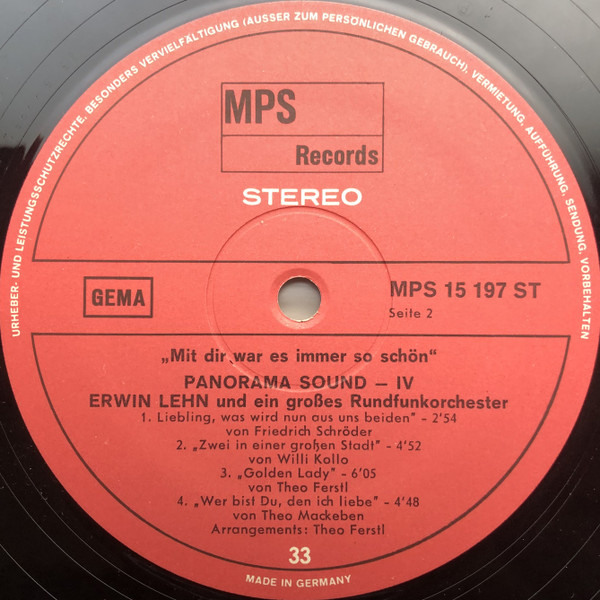 URHEBER- UND LEISTUNGSSCHUTZRECHTE, BESONDERS VERVIELFÄLTIGUNG (AUSSER ZUM PERSÖNLICHEN GEBRAUCH), VERMIETUNG, AUFFÜHRUNG, SENDUNG, VORBEHALTEN
MPS
Records
STEREO
GEMA
MPS 15 197 ST
Seite 2
„Mit dir war es immer so schön“
PANORAMA SOUND – IV
ERWIN LEHN und ein großes Rundfunkorchester
1. Liebling, was wird nun aus uns beiden" – 2'54
von Friedrich Schröder
2. „Zwei in einer großen Stadt" – 4'52
von Willi Kollo
3. „Golden Lady" – 6'05
von Theo Ferstl
4. „Wer bist Du, den ich liebe" – 4'48
von Theo Mackeben
Arrangements: Theo Ferstl
33
MADE IN GERMANY